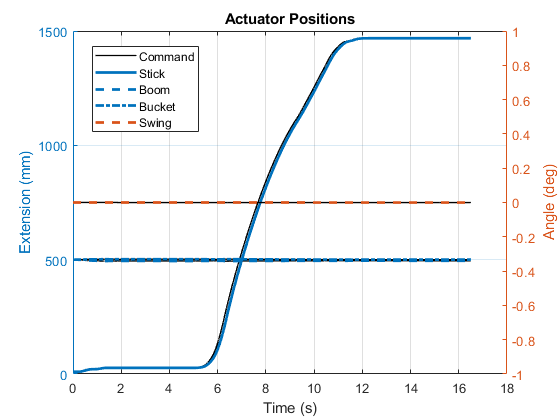 Actuator Positions
Command
Stick
Boom
Bucket
Swing
Extension (mm)
1500
1000
500
0
Angle (deg)
1
0.8
0.6
0.4
0.2
0
-0.2
-0.4
-0.6
-0.8
-1
0 2 4 6 8 10 12 14 16 18
Time (s)